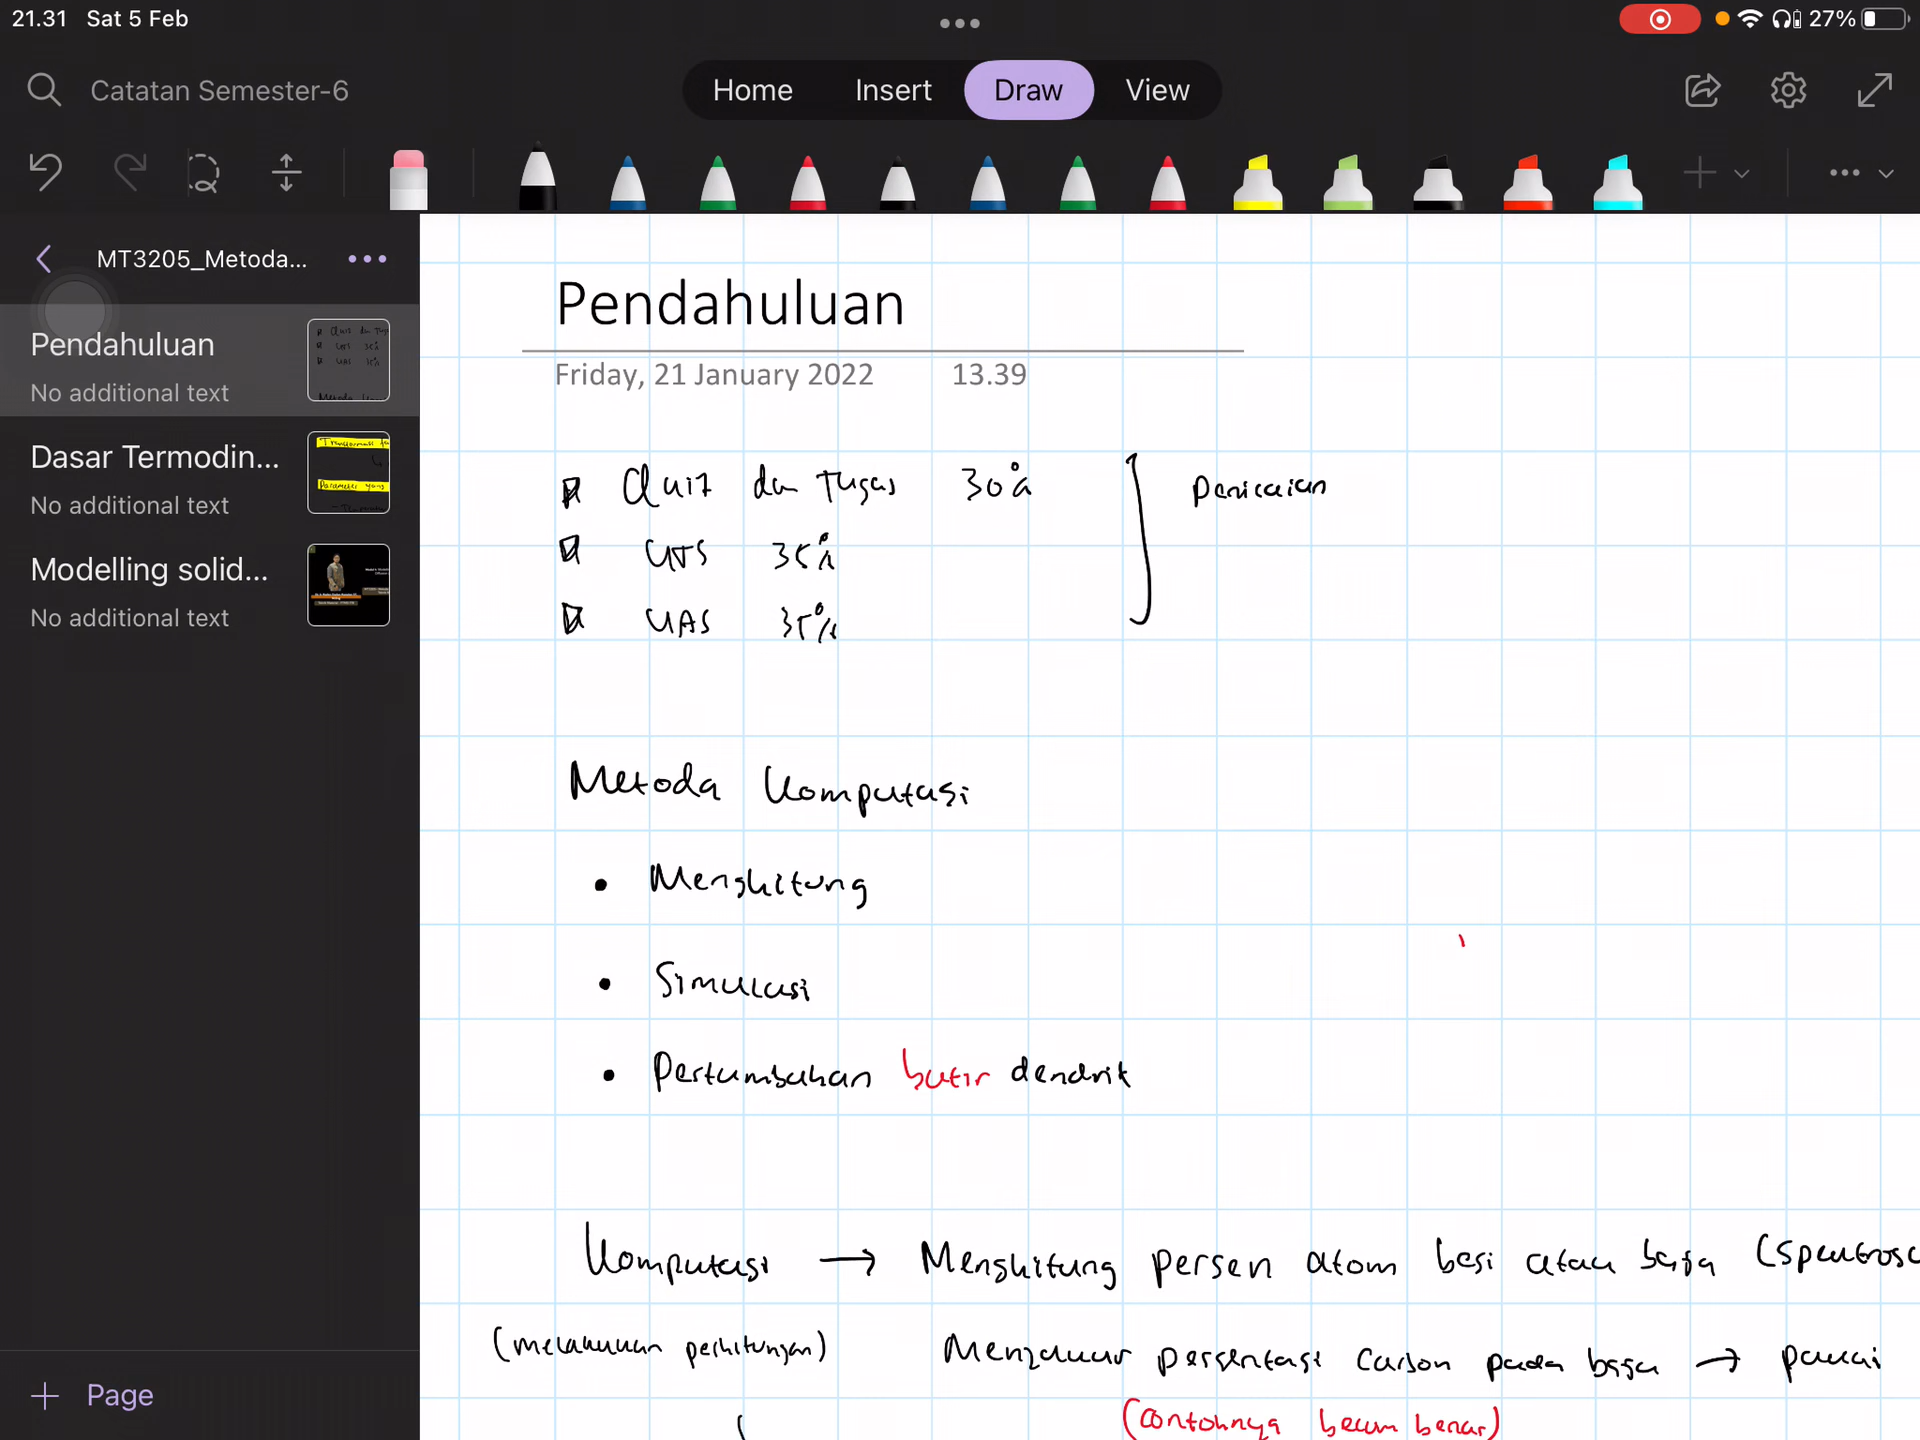 21.31 Sat 5 Feb
27%
Catatan Semester-6
Home Insert Draw View
MT3205_Metoda...
Pendahuluan
No additional text
Dasar Termodin...
No additional text
Modelling solid...
No additional text
Page
Pendahuluan
Friday, 21 January 2022 13.39
Quiz dan Tugas 30%
Penilaian
UTS 35%
UAS 35%
Metoda Komputasi
• Menghitung
• Simulasi
• Pertumbuhan butir dendrit
Komputasi → Menghitung persen atom besi atau baja (spektrosc
(melakukan perhitungan) Mengukur persentasi carbon pada baja → pakai
(contohnya belum benar)